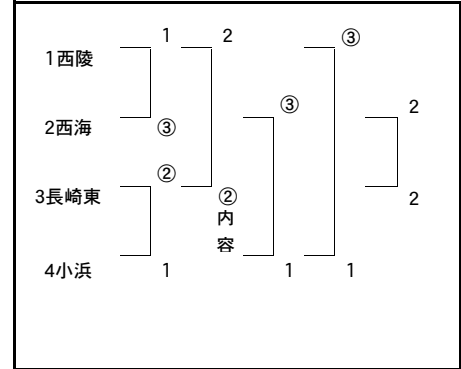 1 2 ③
1西陵
③ 2
2西海 ③
② ② 2
3長崎東
内
容
4小浜 1 1 1